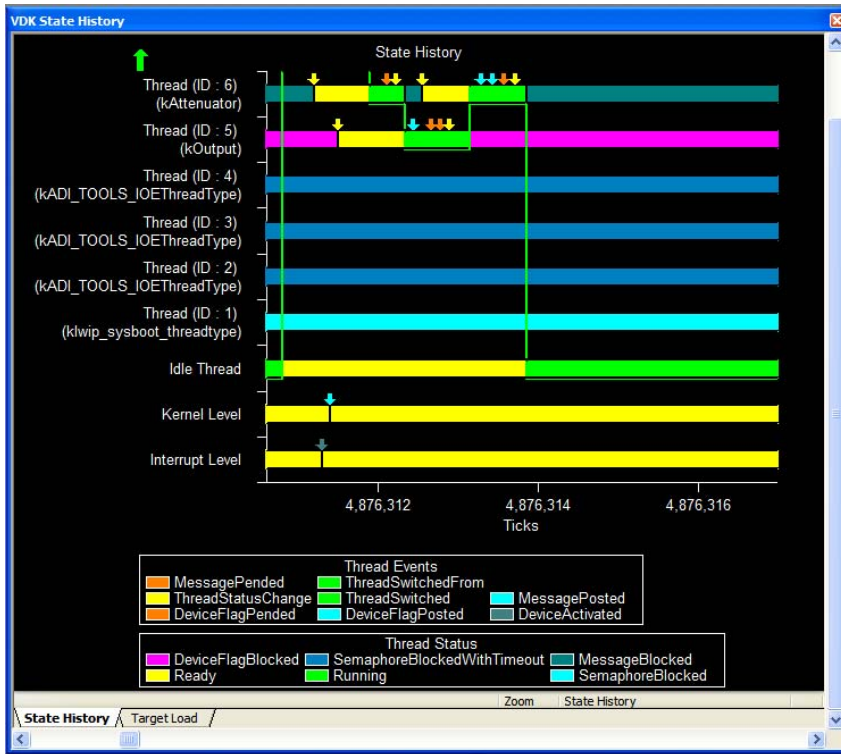 VDK State History
State History
Thread (ID : 6)
(kAttenuator)
Thread (ID : 5)
(kOutput)
Thread (ID : 4)
(kADI_TOOLS_IOEThreadType)
Thread (ID : 3)
(kADI_TOOLS_IOEThreadType)
Thread (ID : 2)
(kADI_TOOLS_IOEThreadType)
Thread (ID : 1)
(klwip_sysboot_threadtype)
Idle Thread
Kernel Level
Interrupt Level
4,876,312 4,876,314 4,876,316
Ticks
Thread Events
MessagePended ThreadSwitchedFrom
ThreadStatusChange ThreadSwitched MessagePosted
DeviceFlagPended DeviceFlagPosted DeviceActivated
Thread Status
DeviceFlagBlocked SemaphoreBlockedWithTimeout MessageBlocked
Ready Running SemaphoreBlocked
Zoom State History
State History Target Load